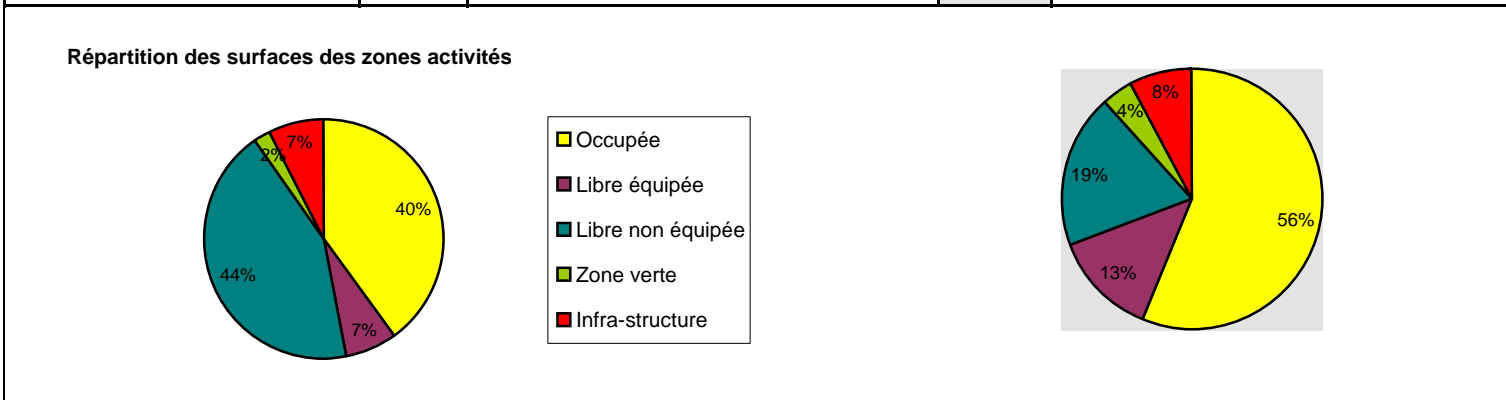 Répartition des surfaces des zones activités
7%
2%
40%
44%
7%
Occupée
Libre équipée
Libre non équipée
Zone verte
Infra-structure
8%
4%
19%
56%
13%